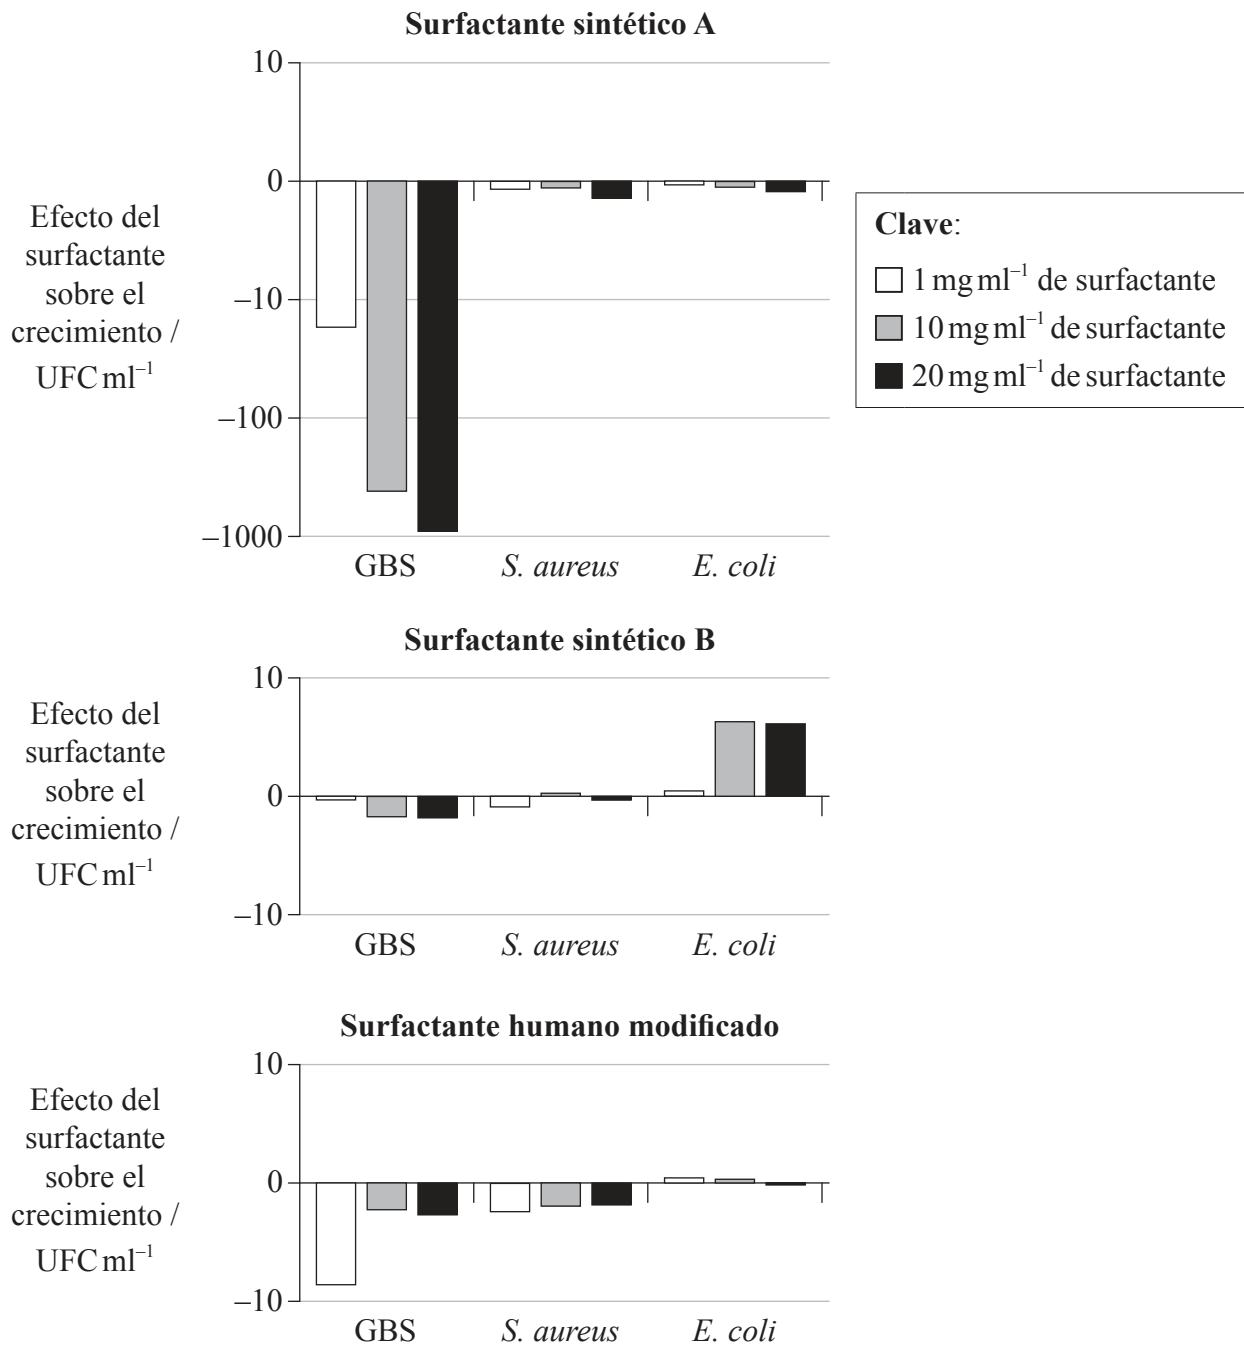 Surfactante sintético A
10
0
–10
–100
–1000
Efecto del
surfactante
sobre el
crecimiento /
UFC ml⁻¹
GBS
S. aureus
E. coli
Clave:
1 mg ml⁻¹ de surfactante
10 mg ml⁻¹ de surfactante
20 mg ml⁻¹ de surfactante
Surfactante sintético B
10
0
–10
Efecto del
surfactante
sobre el
crecimiento /
UFC ml⁻¹
GBS
S. aureus
E. coli
Surfactante humano modificado
10
0
–10
Efecto del
surfactante
sobre el
crecimiento /
UFC ml⁻¹
GBS
S. aureus
E. coli